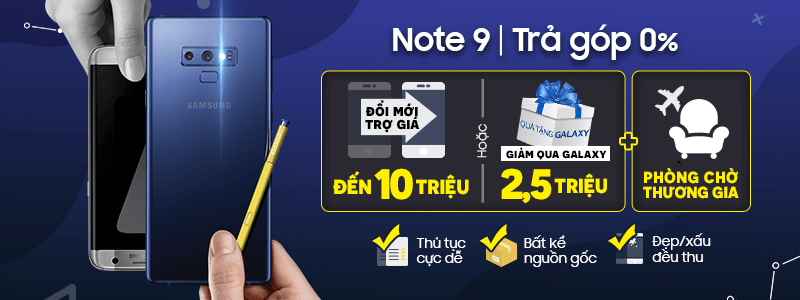 SAMSUNG
Note 9 | Trả góp 0%
ĐỔI MỚI
TRỢ GIÁ
ĐẾN 10 TRIỆU
HOẶC
QUÀ TẶNG GALAXY
GIẢM QUA GALAXY
2,5 TRIỆU
+
PHÒNG CHỜ
THƯƠNG GIA
Thủ tục
cực dễ
Bất kể
nguồn gốc
Đẹp/xấu
đều thu